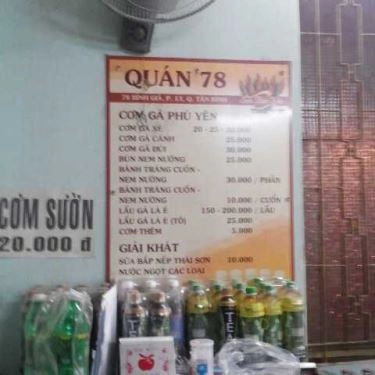 QUÁN '78
78 BÌNH GIÃ, P. 13, Q. TÂN BÌNH
CƠM GÀ PHÚ YÊN
CƠM GÀ XÉ 20 - 25 - 30.000
CƠM GÀ CÁNH 25.000
CƠM GÀ ĐÙI 30.000
BÚN NEM NƯỚNG 25.000
BÁNH TRÁNG CUỐN -
NEM NƯỚNG 30.000 / PHẦN
BÁNH TRÁNG CUỐN -
NEM NƯỚNG 10.000 / CUỐN
LẨU GÀ LÁ É 150 - 200.000 / LẨU
LẨU GÀ LÁ É (TÔ) 25.000
CƠM THÊM 5.000
GIẢI KHÁT
SỮA BẮP NẾP THÁI SƠN 10.000
NƯỚC NGỌT CÁC LOẠI
CƠM SƯỜN
20.000 đ
TEA